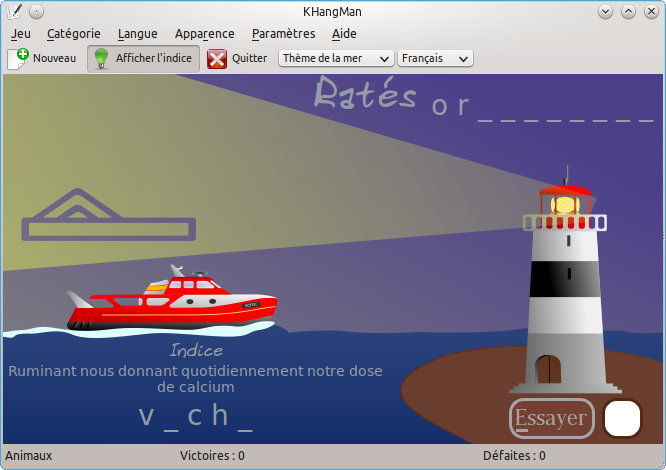 KHangMan
Jeu Catégorie Langue Apparence Paramètres Aide
Nouveau Afficher l'indice Quitter Thème de la mer Français
Ratés o r _ _ _ _ _ _ _ _
Indice
Ruminant nous donnant quotidiennement notre dose
de calcium
v _ c h _
Essayer
Animaux Victoires : 0 Défaites : 0